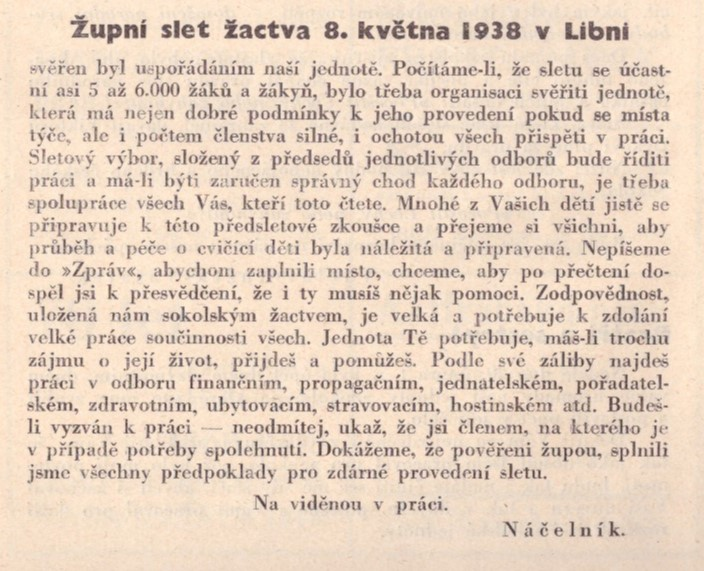 Župní slet žactva 8. května 1938 v Libni
svěřen byl uspořádáním naší jednotě. Počítáme-li, že sletu se účast-
ní asi 5 až 6.000 žáků a žákyň, bylo třeba organisaci svěřiti jednotě,
která má nejen dobré podmínky k jeho provedení pokud se místa
týče, ale i počtem členstva silné, i ochotou všech přispěti v práci.
Sletový výbor, složený z předsedů jednotlivých odborů bude říditi
práci a má-li býti zaručen správný chod každého odboru, je třeba
spolupráce všech Vás, kteří toto čtete. Mnohé z Vašich dětí jistě se
připravuje k této předsletové zkoušce a přejeme si všichni, aby
průběh a péče o cvičící děti byla náležitá a připravená. Nepíšeme
do »Zpráv«, abychom zaplnili místo, chceme, aby po přečtení do-
spěl jsi k přesvědčení, že i ty musíš nějak pomoci. Zodpovědnost,
uložená nám sokolským žactvem, je velká a potřebuje k zdolání
velké práce součinnosti všech. Jednota Tě potřebuje, máš-li trochu
zájmu o její život, přijdeš a pomůžeš. Podle své záliby najdeš
práci v odboru finančním, propagačním, jednatelském, pořadatel-
ském, zdravotním, ubytovacím, stravovacím, hostinském atd. Budeš-
li vyzván k práci — neodmítej, ukaž, že jsi členem, na kterého je
v případě potřeby spolehnutí. Dokážeme, že pověřeni župou, splnili
jsme všechny předpoklady pro zdárné provedení sletu.
Na viděnou v práci.
Náčelník.